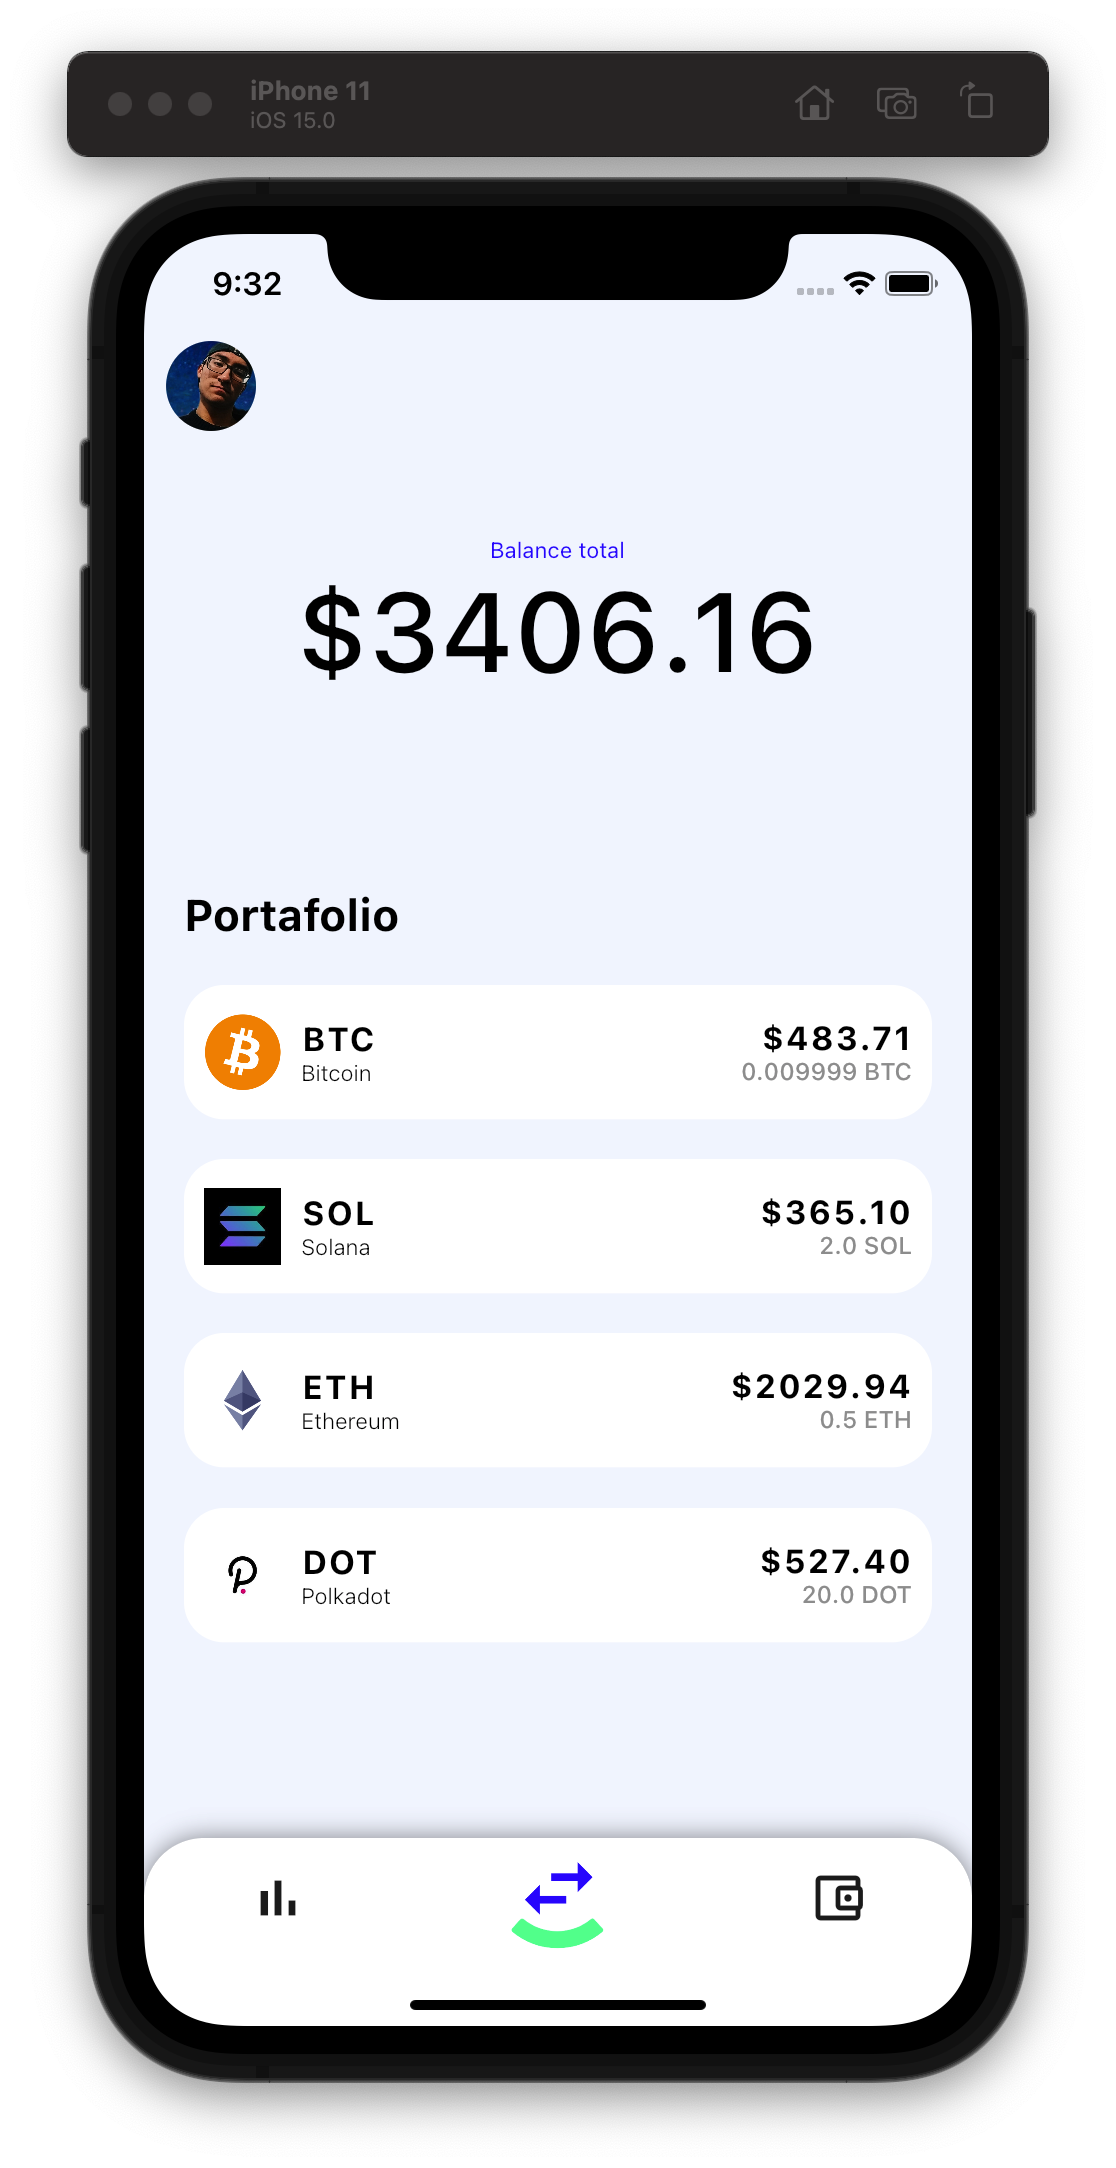 iPhone 11
iOS 15.0
9:32
Balance total
$3406.16
Portafolio
BTC
$483.71
Bitcoin
0.009999 BTC
SOL
$365.10
Solana
2.0 SOL
ETH
$2029.94
Ethereum
0.5 ETH
DOT
$527.40
Polkadot
20.0 DOT